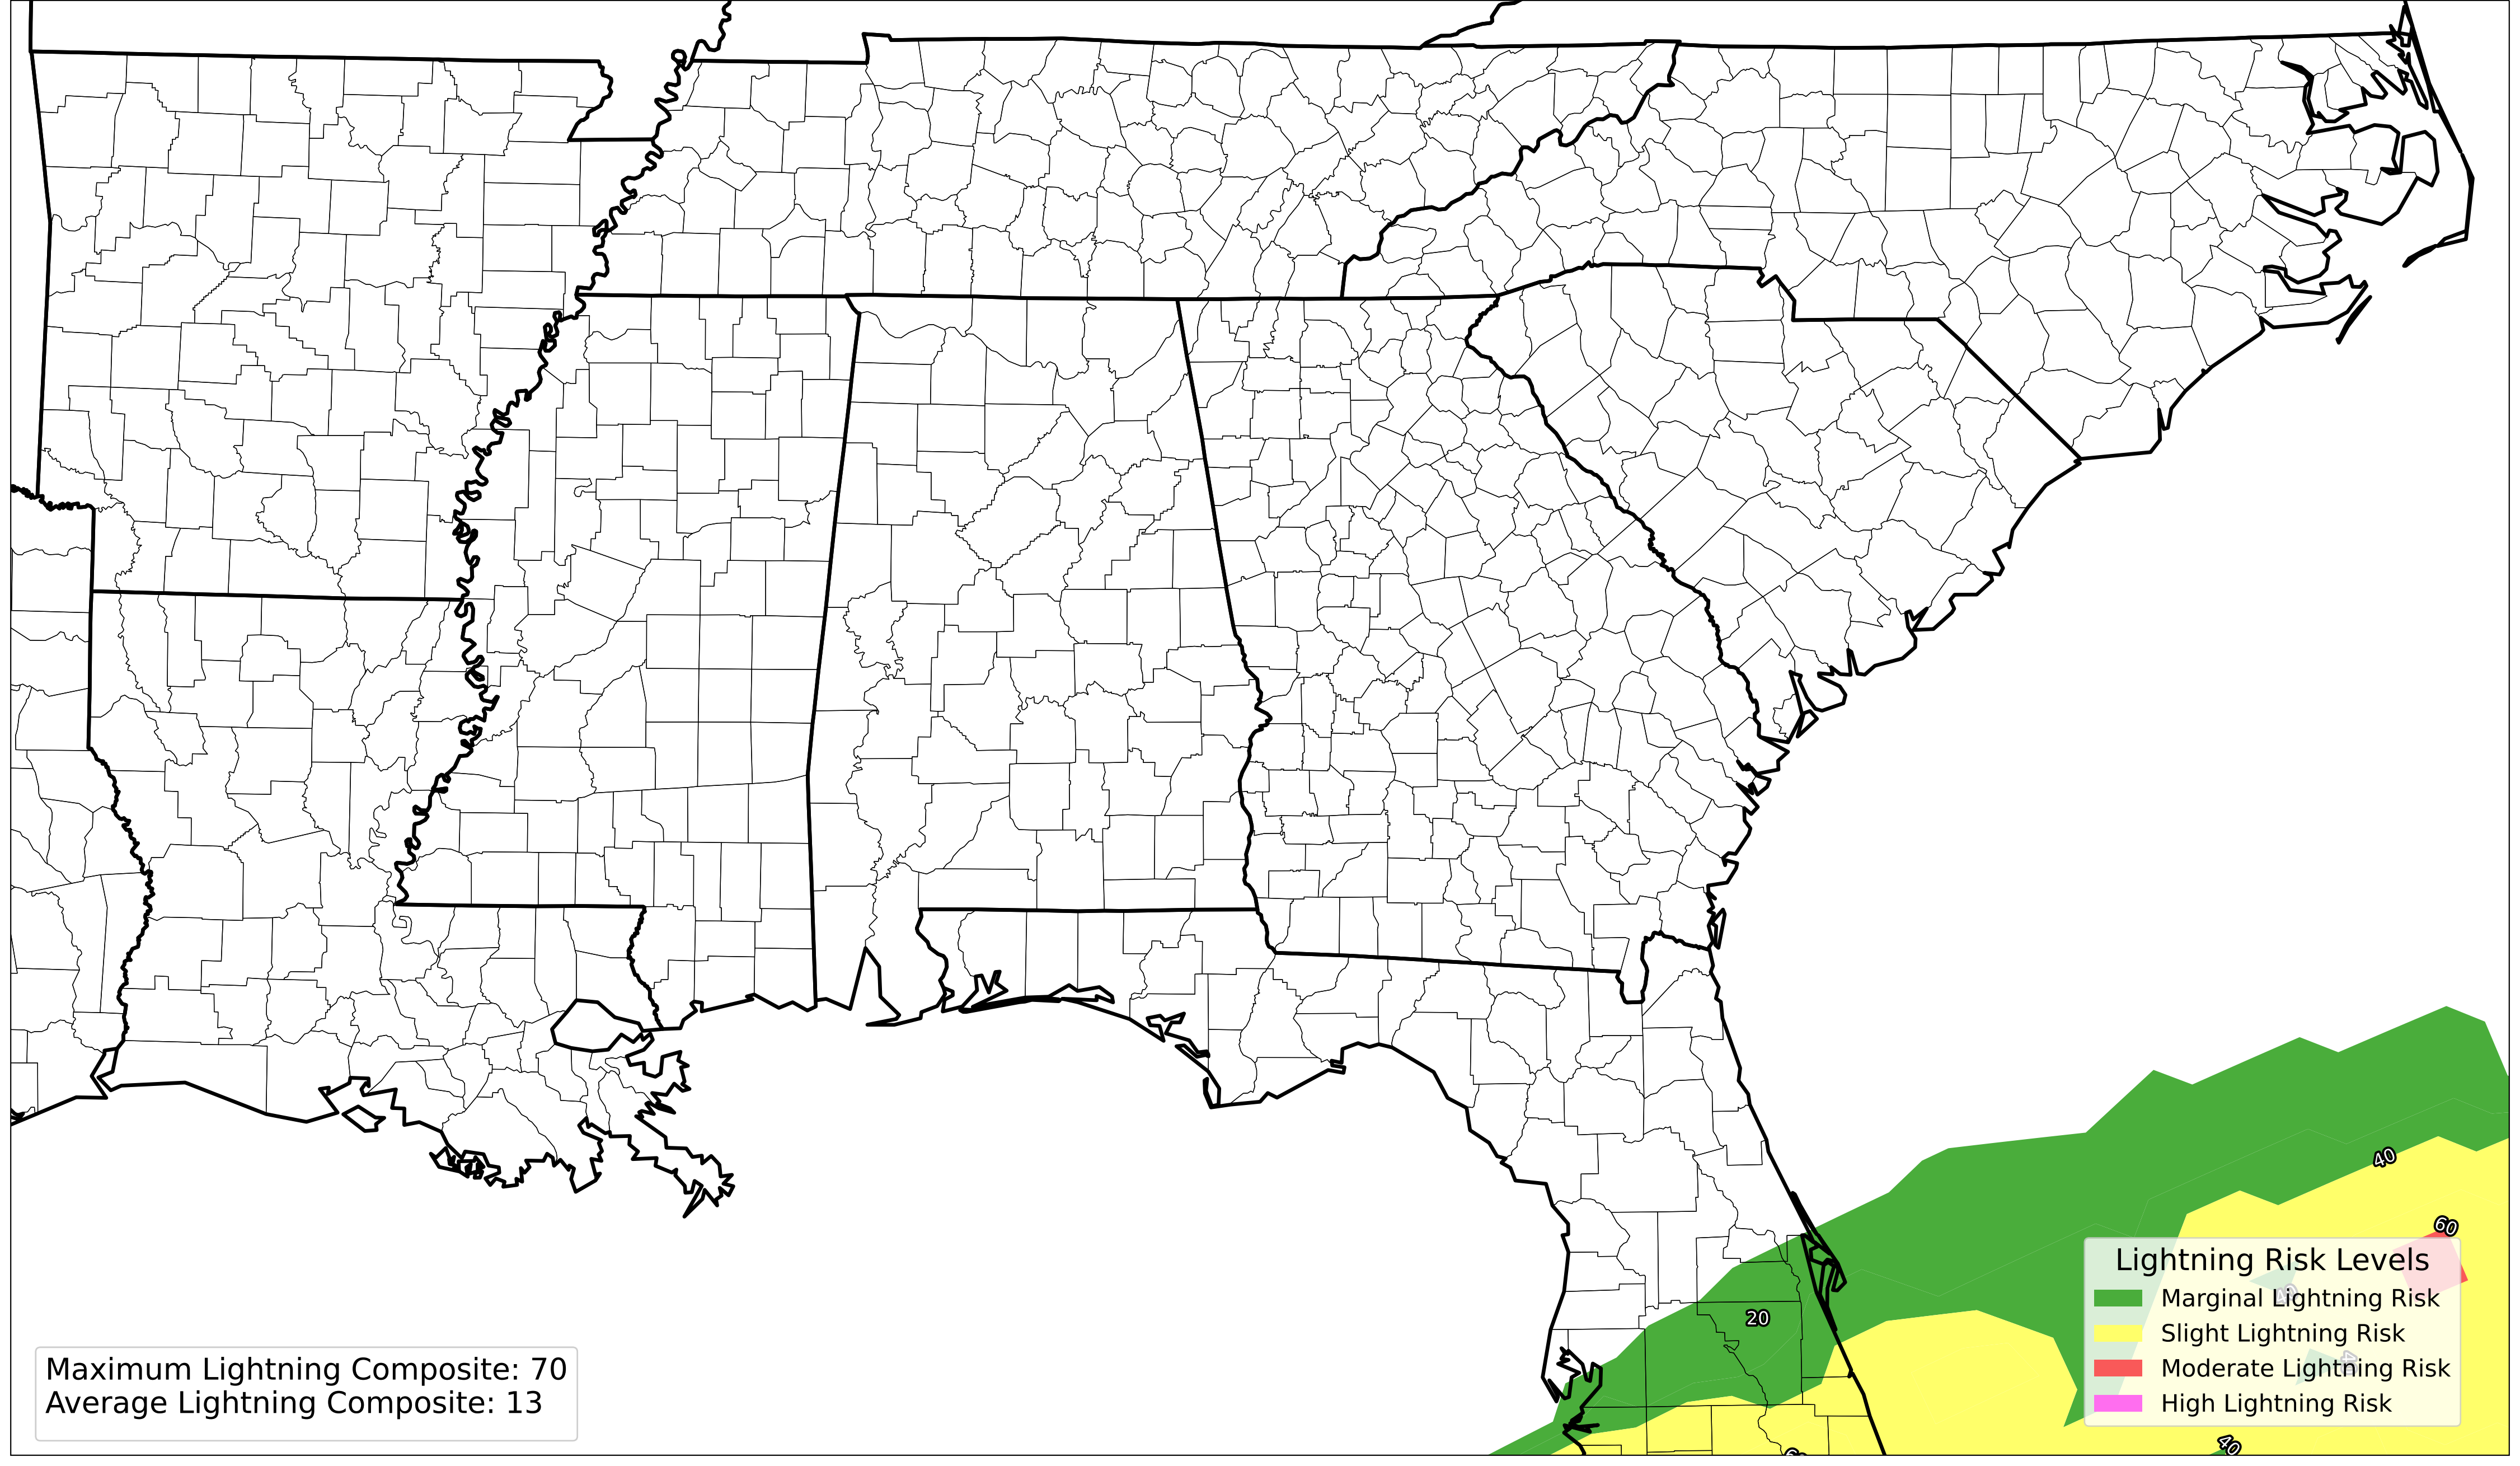 40
60
Lightning Risk Levels
Marginal Lightning Risk
20
Slight Lightning Risk
Maximum Lightning Composite: 70
Moderate Lightning Risk
Average Lightning Composite: 13
High Lightning Risk
40